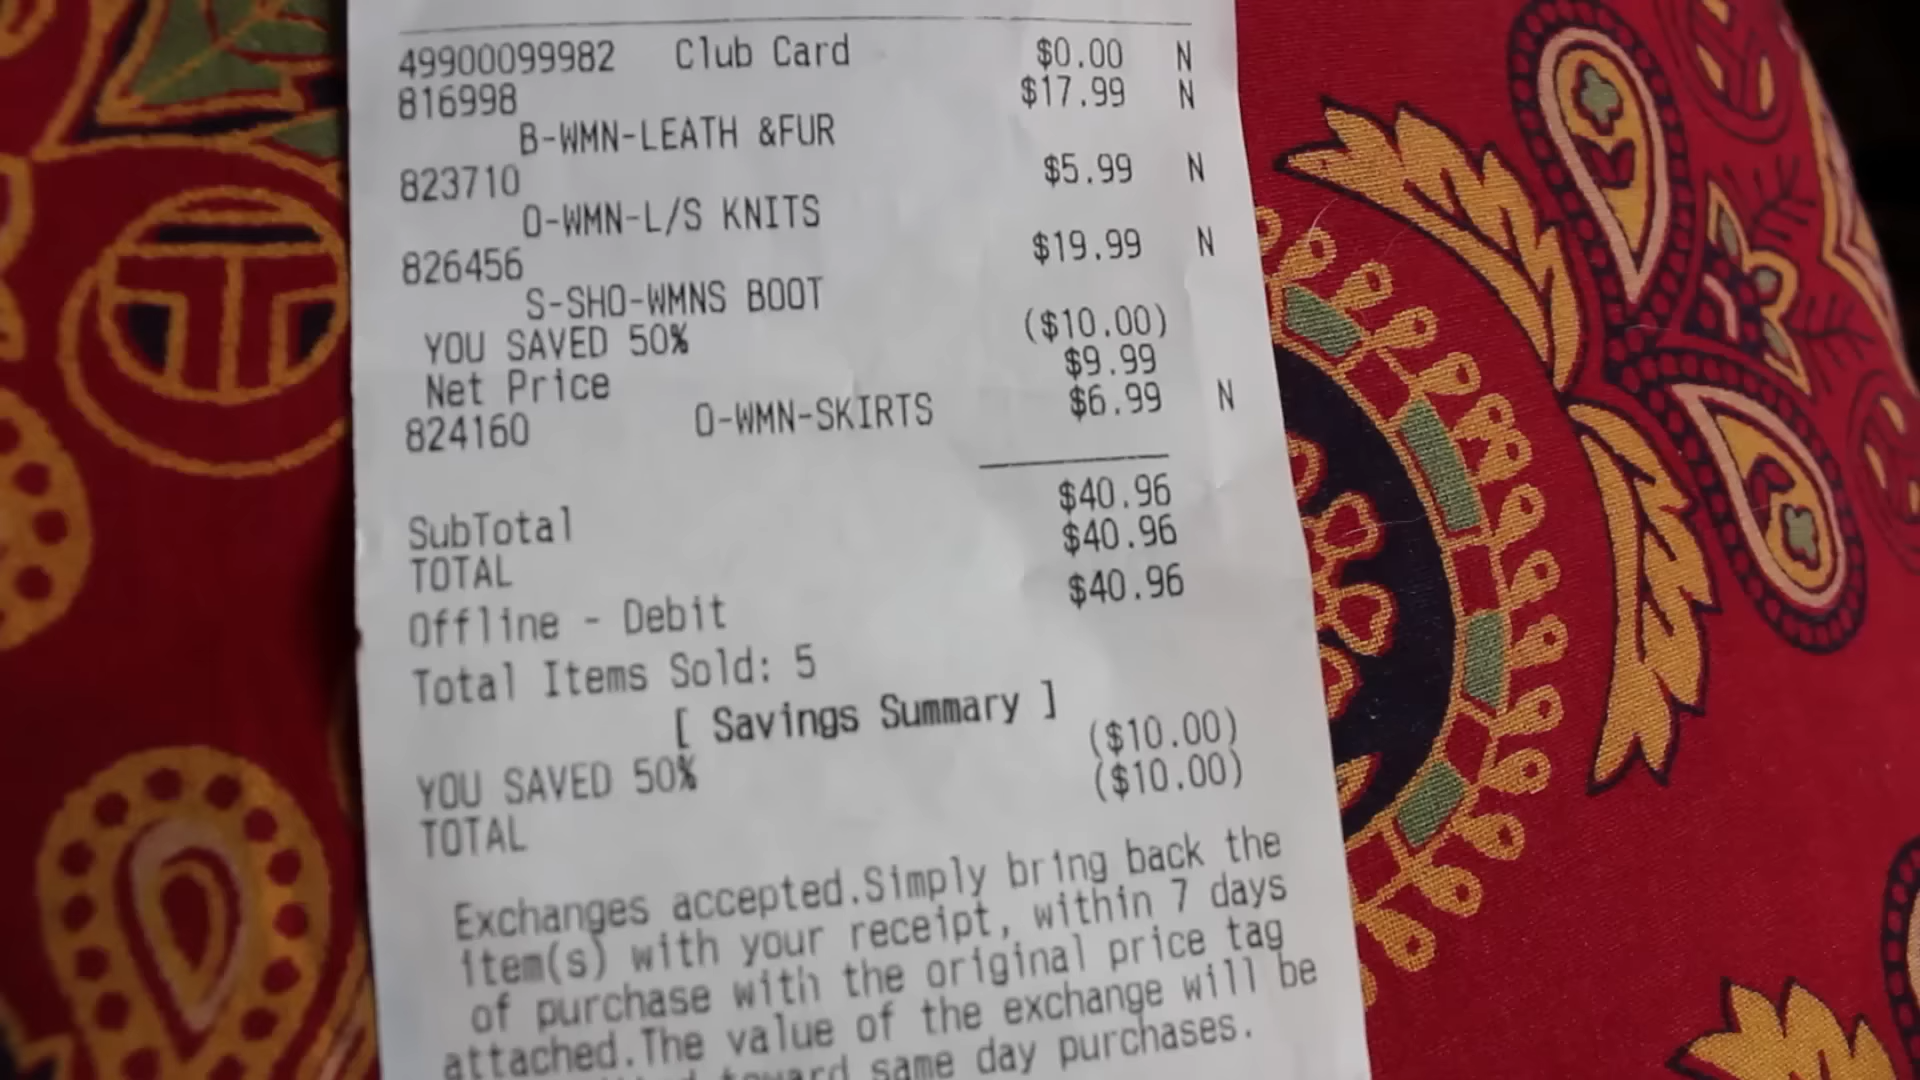 49900099982 Club Card $0.00 N
816998 $17.99 N
B-WMN-LEATH &FUR
823710 $5.99 N
O-WMN-L/S KNITS
826456 $19.99 N
S-SHO-WMNS BOOT
YOU SAVED 50% ($10.00)
Net Price $9.99
824160 O-WMN-SKIRTS $6.99 N
SubTotal $40.96
TOTAL $40.96
Offline - Debit $40.96
Total Items Sold: 5
[ Savings Summary ]
YOU SAVED 50% ($10.00)
TOTAL ($10.00)
Exchanges accepted.Simply bring back the
item(s) with your receipt, within 7 days
of purchase with the original price tag
attached.The value of the exchange will be
toward same day purchases.